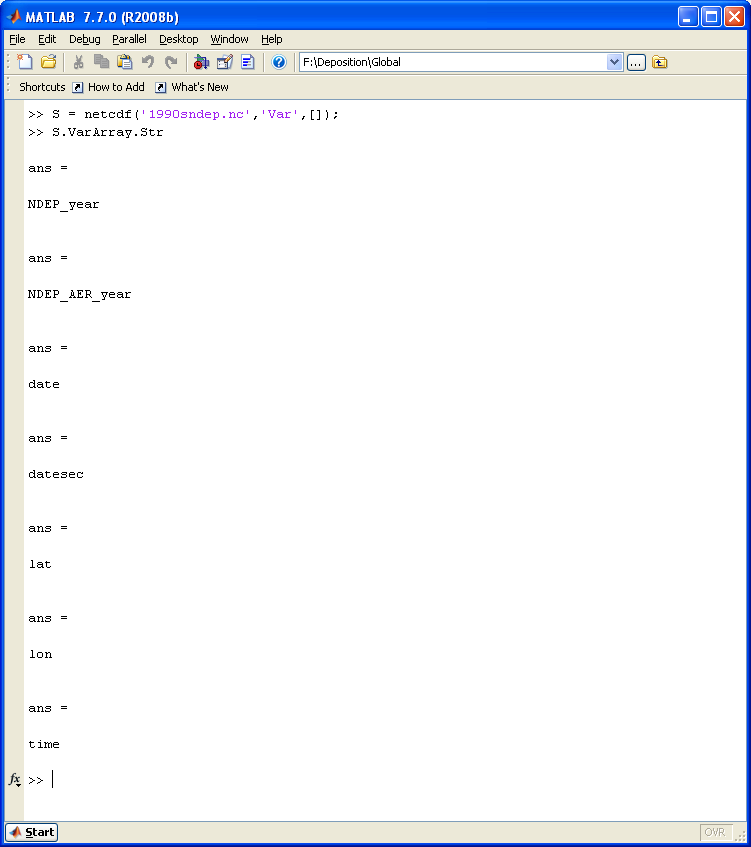 MATLAB 7.7.0 (R2008b)
File Edit Debug Parallel Desktop Window Help
F:\Deposition\Global ...
Shortcuts How to Add What's New
>> S = netcdf('1990sndep.nc','Var',[]);
>> S.VarArray.Str
ans =
NDEP_year
ans =
NDEP_AER_year
ans =
date
ans =
datesec
ans =
lat
ans =
lon
ans =
time
fx >>
Start OVR